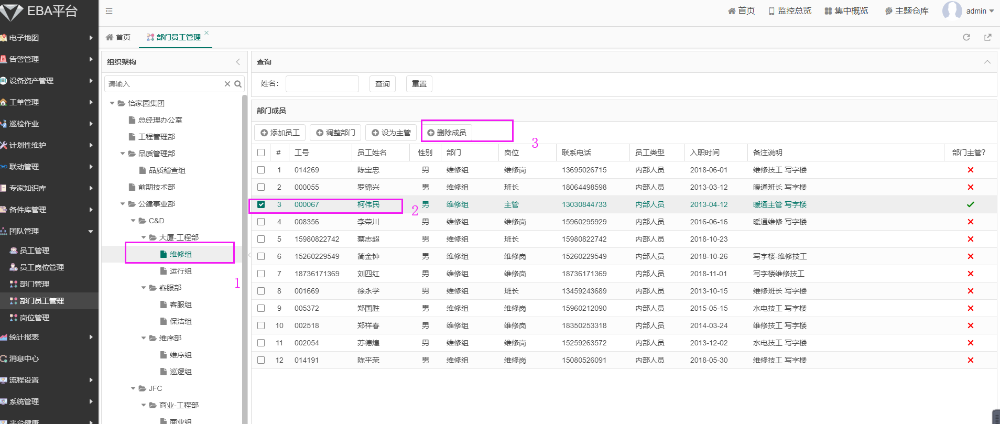 EBA平台
首页 监控总览 集中概览 主题仓库 admin
电子地图
告警管理
设备资产管理
工单管理
巡检作业
计划性维护
联动管理
专家知识库
备件库管理
团队管理
员工管理
员工岗位管理
部门管理
部门员工管理
岗位管理
统计报表
消息中心
流程设置
系统管理
平台健康
首页 部门员工管理
组织架构
请输入
怡家园集团
总经理办公室
工程管理部
品质管理部
品质稽查组
前期技术部
公建事业部
C&D
大厦-工程部
维修组
运行组
客服部
客服组
保洁组
维序部
维序组
巡逻组
JFC
商业-工程部
商业组
1
查询
姓名: 查询 重置
部门成员
添加员工 调整部门 设为主管 删除成员
3
# 工号 员工姓名 性别 部门 岗位 联系电话 员工类型 入职时间 备注说明 部门主管?
1 014269 陈宝忠 男 维修组 维修岗 13695026715 内部人员 2018-06-01 维修技工 写字楼
2 000055 罗锦兴 男 维修组 班长 18064498598 内部人员 2013-03-12 暖通班长 写字楼
3 000067 柯伟民 男 维修组 主管 13030844733 内部人员 2013-04-12 暖通主管 写字楼
2
4 008356 李荣川 男 维修组 维修岗 15960295929 内部人员 2016-06-16 暖通维修 写字楼
5 15980822742 蔡志超 男 维修组 班长 15980822742 内部人员 2018-10-23
6 15260229549 简金钟 男 维修组 维修岗 15260229549 内部人员 2018-10-26 写字楼-维修技工
7 18736171369 刘四红 男 维修组 维修岗 18736171369 内部人员 2018-11-01 写字楼维修技工
8 001669 徐永学 男 维修组 班长 13459243689 内部人员 2013-10-15 维修班长 写字楼
9 005372 郑国胜 男 维修组 维修岗 15960212090 内部人员 2015-05-15 水电技工 写字楼
10 002518 郑祥春 男 维修组 维修岗 18350253318 内部人员 2014-03-24 维修技工 写字楼
11 002054 苏德煌 男 维修组 维修岗 15259263572 内部人员 2013-12-02 水电技工 写字楼
12 014191 陈平荣 男 维修组 维修岗 15080526091 内部人员 2018-05-30 维修技工 写字楼